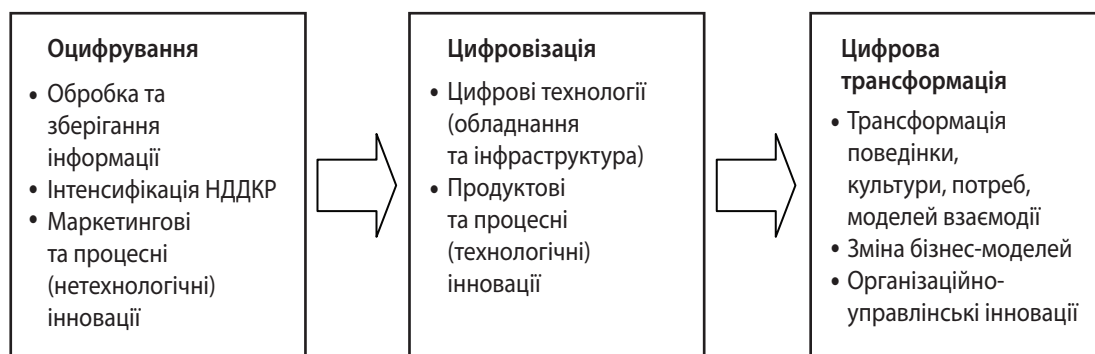 Оцифрування
• Обробка та
зберігання
інформації
• Інтенсифікація НДДКР
• Маркетингові
та процесні
(нетехнологічні)
інновації
Цифровізація
• Цифрові технології
(обладнання
та інфраструктура)
• Продуктові
та процесні
(технологічні)
інновації
Цифрова
трансформація
• Трансформація
поведінки,
культури, потреб,
моделей взаємодії
• Зміна бізнес-моделей
• Організаційно-
управлінські інновації